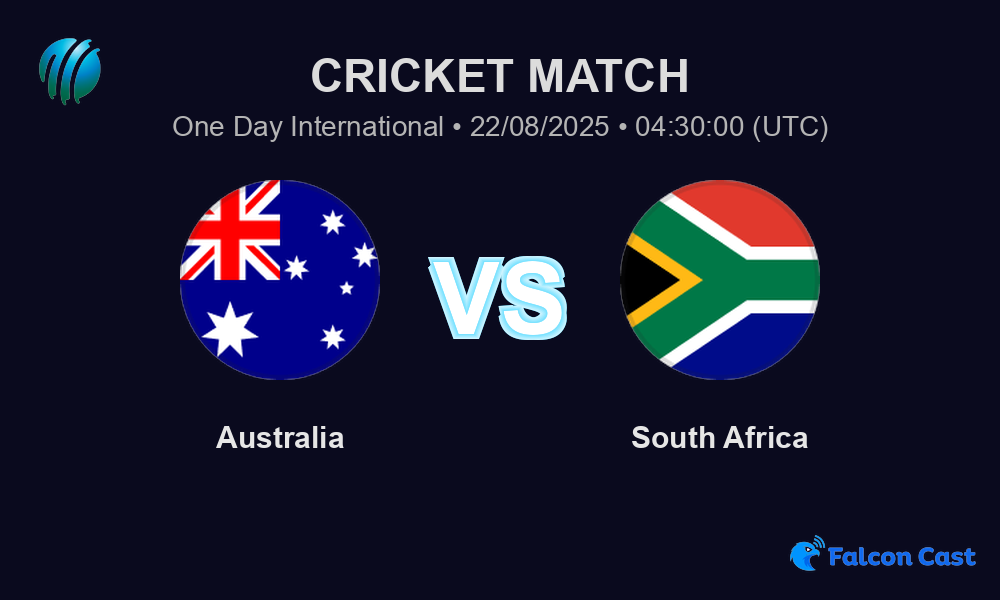 CRICKET MATCH
One Day International • 22/08/2025 • 04:30:00 (UTC)
VS
Australia
South Africa
Falcon Cast